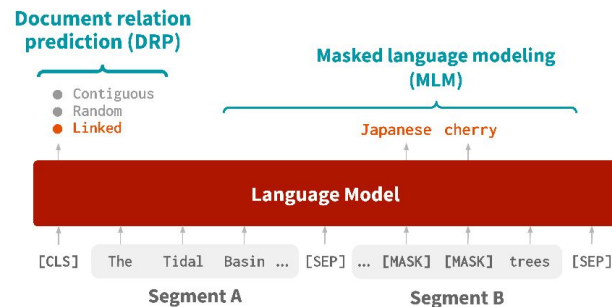 Document relation
prediction (DRP)
Masked language modeling
(MLM)
Contiguous
Random
Linked
Japanese cherry
Language Model
[CLS] The Tidal Basin ... [SEP] ... [MASK] [MASK] trees [SEP]
Segment A Segment B